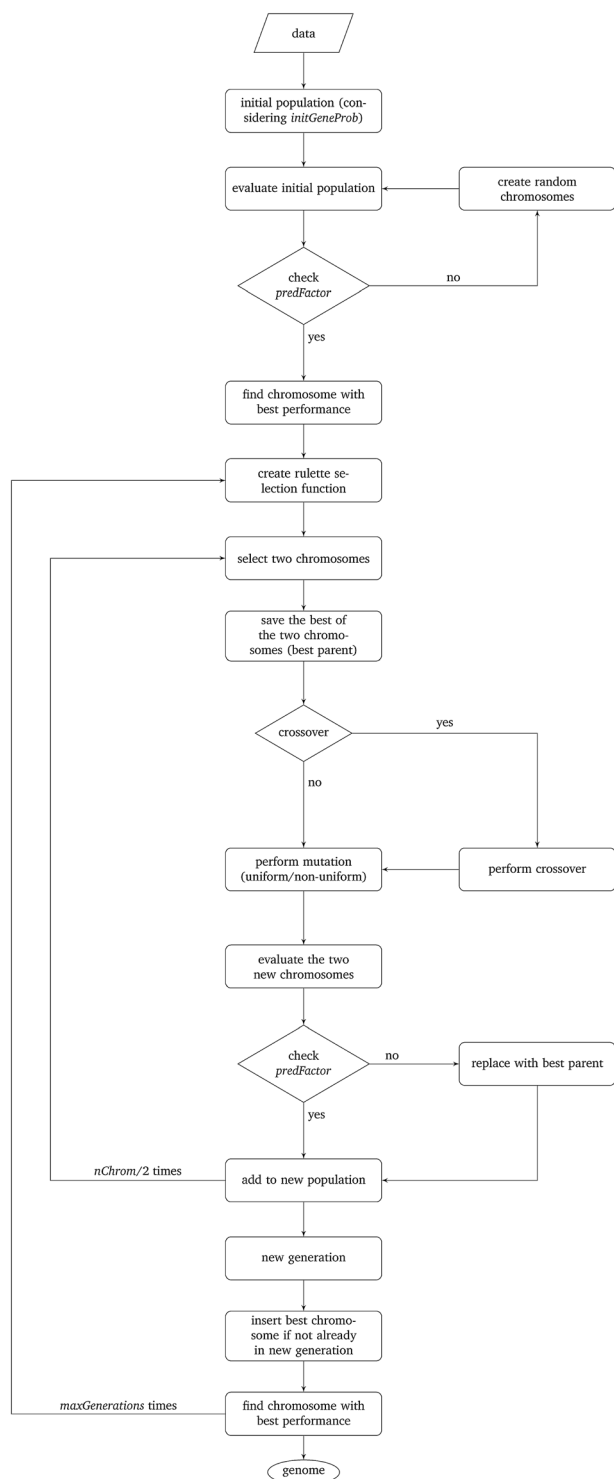 data
initial population (con-
sidering initGeneProb)
evaluate initial population
create random
chromosomes
check
predFactor
no
yes
find chromosome with
best performance
create rulette se-
lection function
select two chromosomes
save the best of
the two chromo-
somes (best parent)
crossover
yes
no
perform mutation
(uniform/non-uniform)
perform crossover
evaluate the two
new chromosomes
check
predFactor
no
replace with best parent
yes
nChrom/2 times
add to new population
new generation
insert best chromo-
some if not already
in new generation
maxGenerations times
find chromosome with
best performance
genome